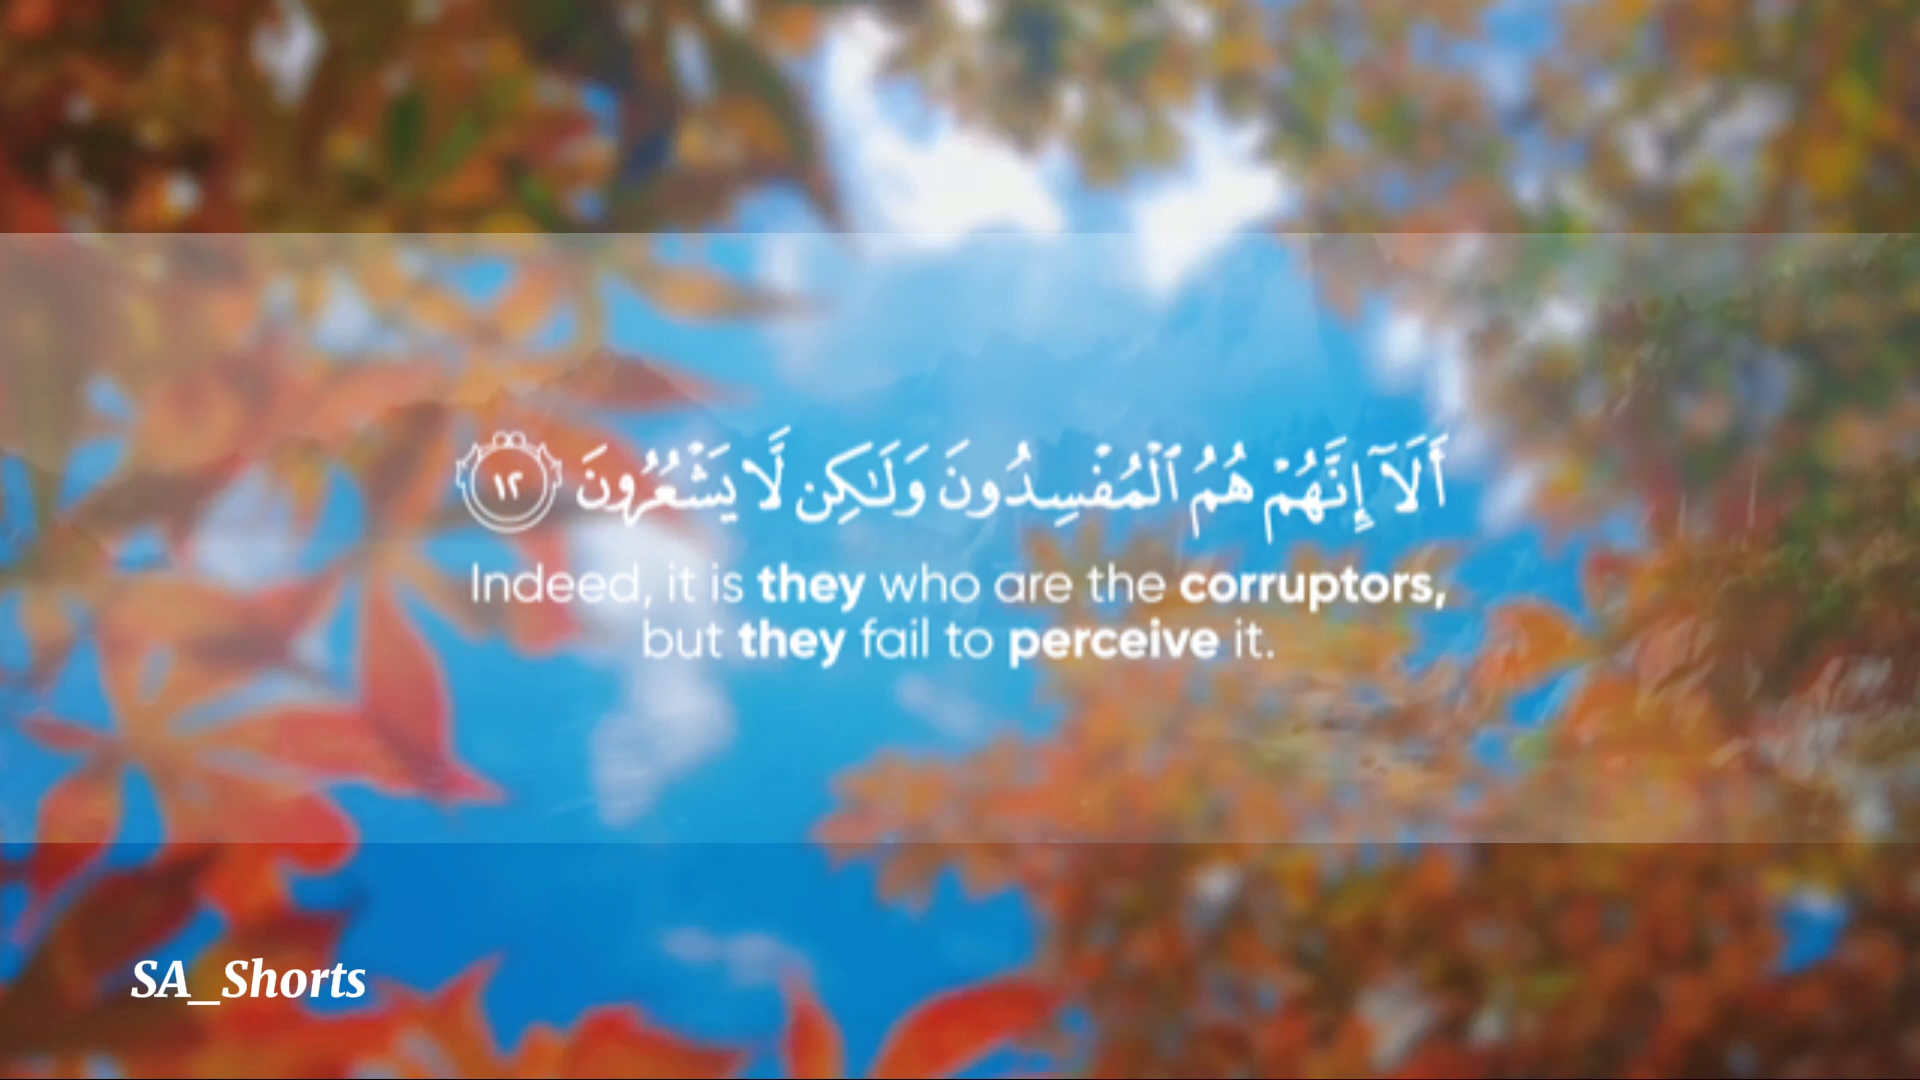 أَلَآ إِنَّهُمْ هُمُ ٱلْمُفْسِدُونَ وَلَـٰكِن لَّا يَشْعُرُونَ ١٢
Indeed, it is they who are the corruptors,
but they fail to perceive it.
SA_Shorts